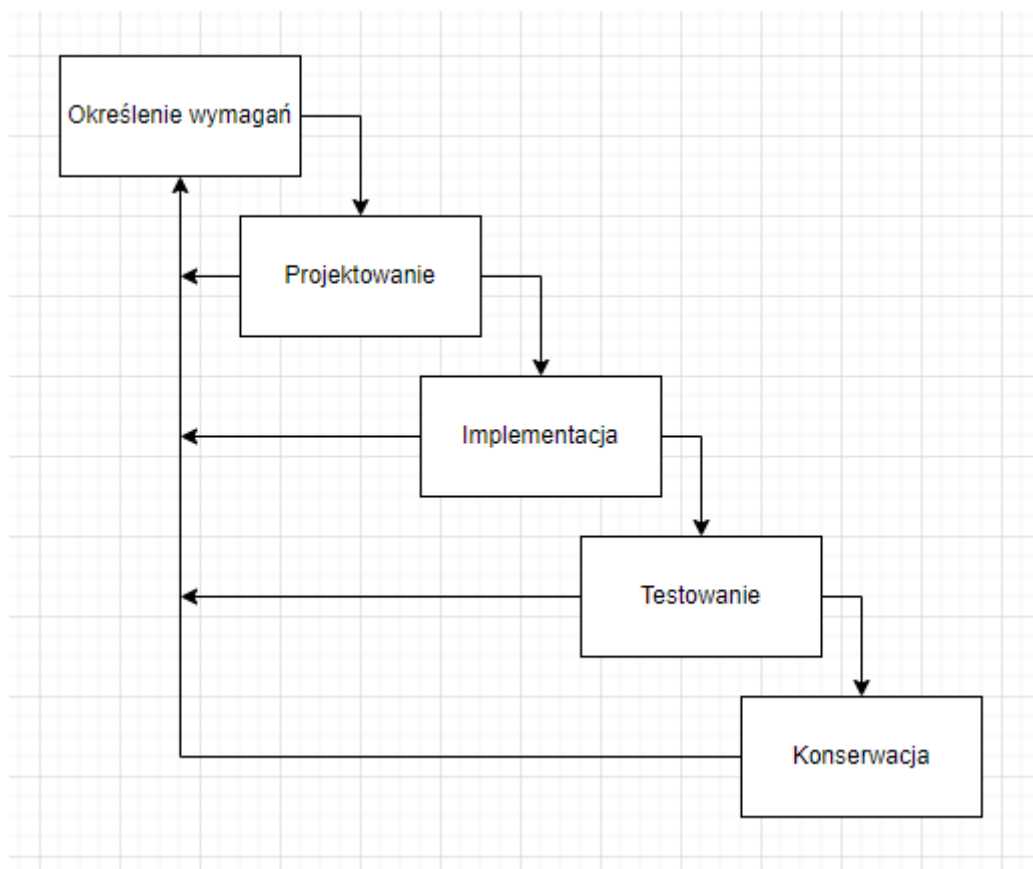 Określenie wymagań
Projektowanie
Implementacja
Testowanie
Konserwacja